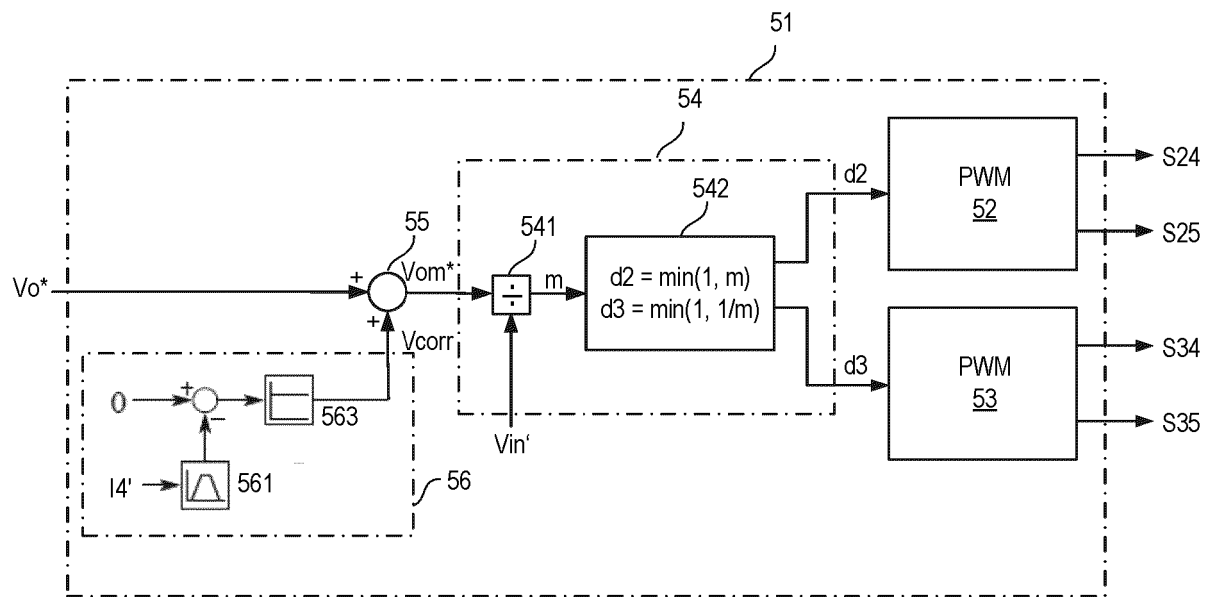 51
54
55
541
542
Vo*
+
+
Vom*
÷
m
d2 = min(1, m)
d3 = min(1, 1/m)
d2
d3
PWM
52
PWM
53
S24
S25
S34
S35
Vcorr
Vin‘
0
+
−
563
I4'
561
56